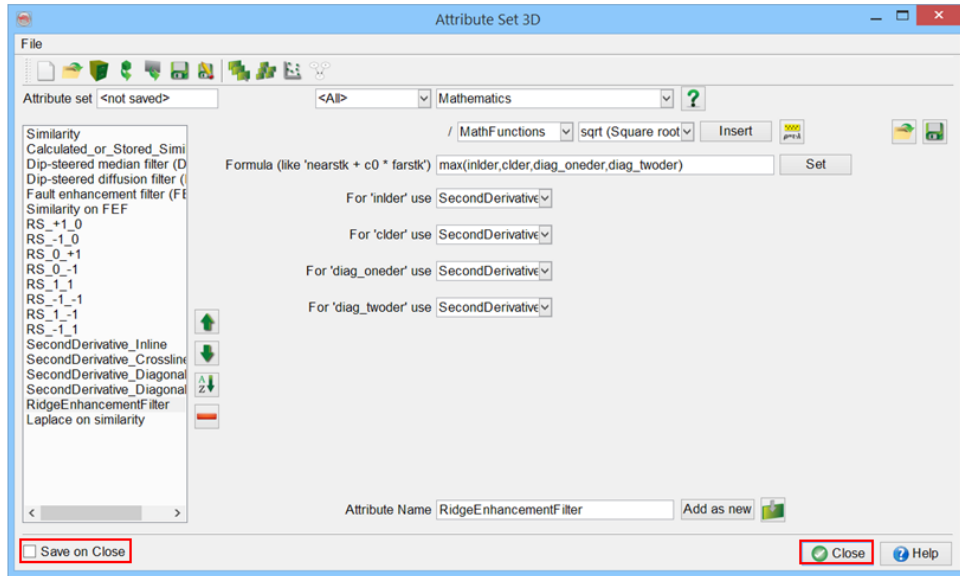 Attribute Set 3D
File
Attribute set <not saved> <All> Mathematics ?
/ MathFunctions sqrt (Square root Insert
Formula (like 'nearstk + c0 * farstk') max(inlder,clder,diag_oneder,diag_twoder) Set
For 'inlder' use SecondDerivative
For 'clder' use SecondDerivative
For 'diag_oneder' use SecondDerivative
For 'diag_twoder' use SecondDerivative
Similarity
Calculated_or_Stored_Simi
Dip-steered median filter (D
Dip-steered diffusion filter (
Fault enhancement filter (FE
Similarity on FEF
RS_+1_0
RS_-1_0
RS_0_+1
RS_0_-1
RS_1_1
RS_-1_-1
RS_1_-1
RS_-1_1
SecondDerivative_Inline
SecondDerivative_Crossline
SecondDerivative_Diagonal
SecondDerivative_Diagonal
RidgeEnhancementFilter
Laplace on similarity
A
Z
Attribute Name RidgeEnhancementFilter Add as new
Save on Close Close ? Help